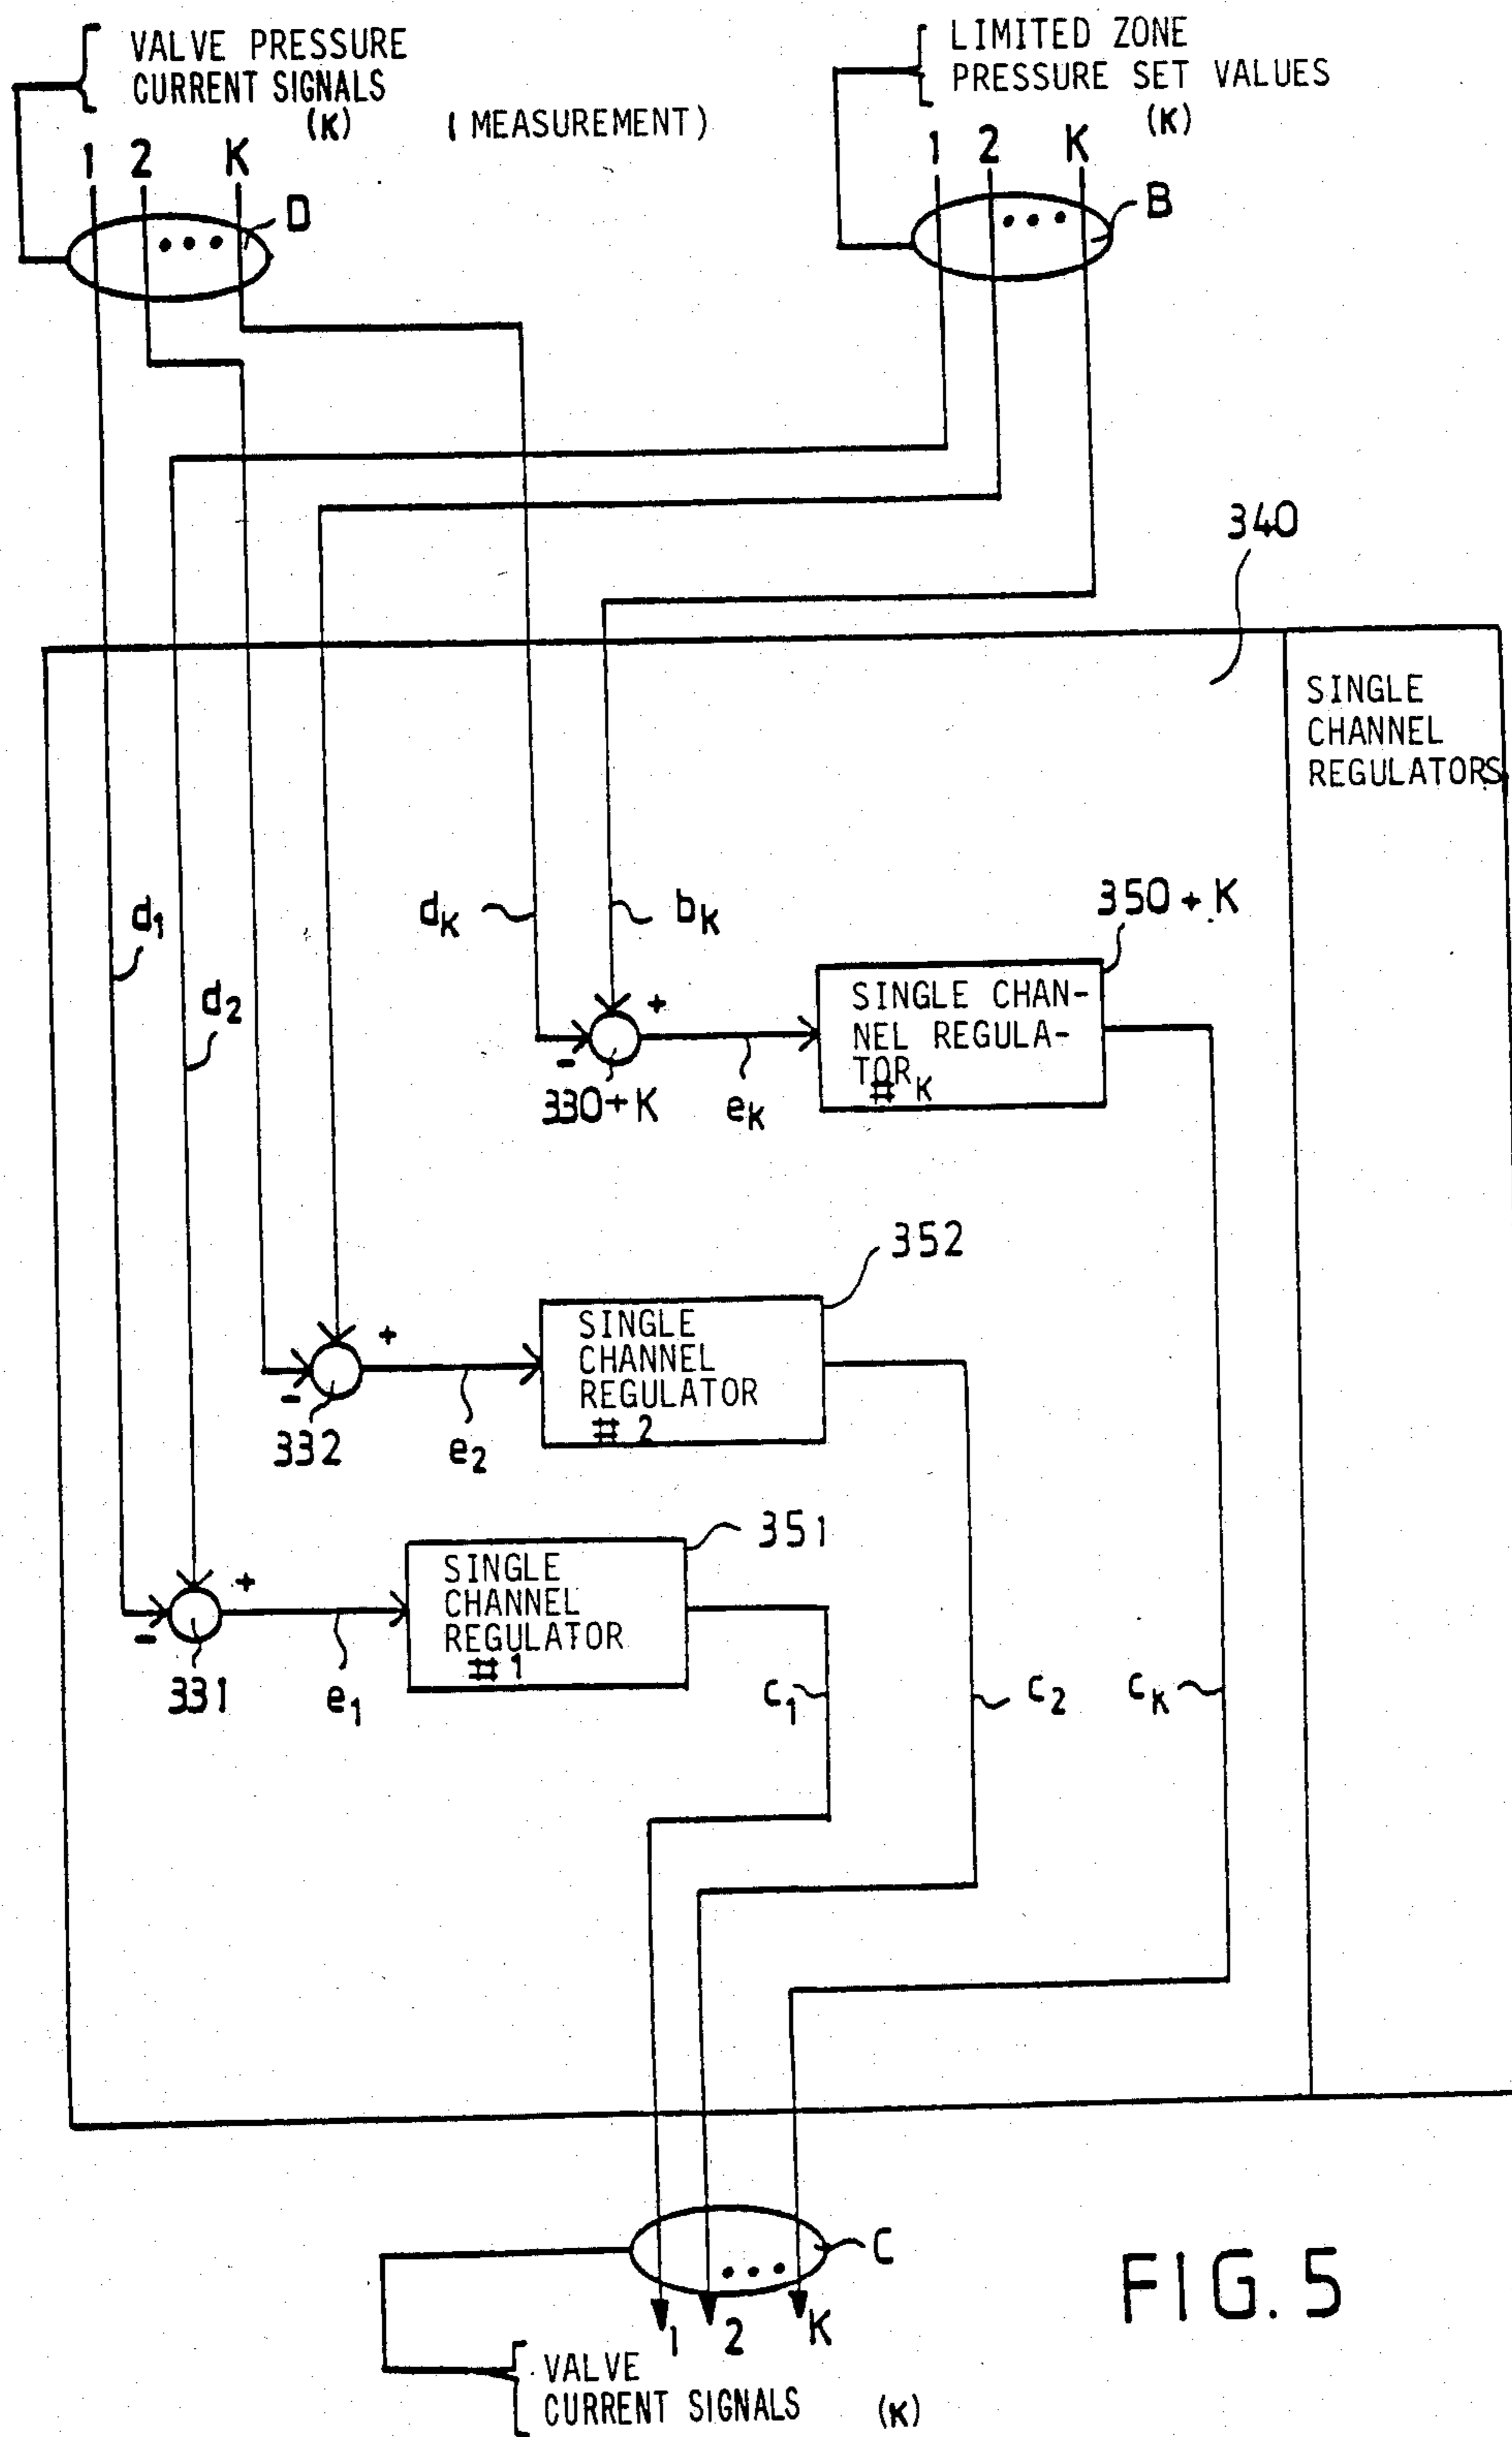 VALVE PRESSURE
CURRENT SIGNALS
(K)
(MEASUREMENT)
LIMITED ZONE
PRESSURE SET VALUES
(K)
1 2 K
D
1 2 K
B
340
SINGLE
CHANNEL
REGULATORS
d1
d2
dK
bK
350+K
SINGLE CHAN-
NEL REGULA-
TOR
# K
+
-
330+K
eK
352
SINGLE
CHANNEL
REGULATOR
# 2
+
-
332
e2
351
SINGLE
CHANNEL
REGULATOR
# 1
+
-
331
e1
c1
c2
cK
C
1 2 K
VALVE
CURRENT SIGNALS (K)
FIG. 5